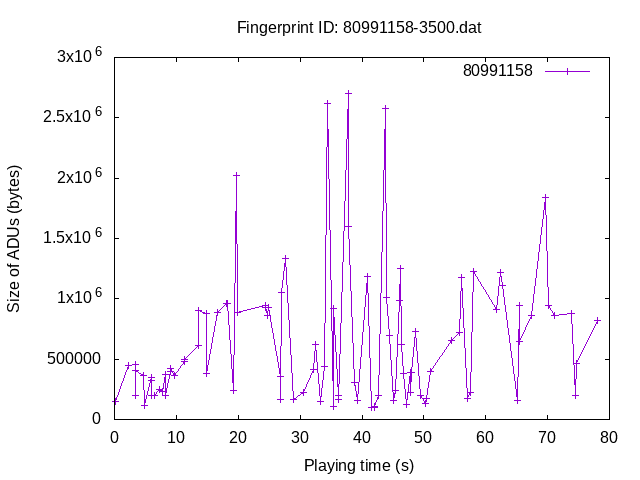 Fingerprint ID: 80991158-3500.dat
80991158
3x10^6
2.5x10^6
2x10^6
1.5x10^6
1x10^6
500000
0
Size of ADUs (bytes)
0 10 20 30 40 50 60 70 80
Playing time (s)